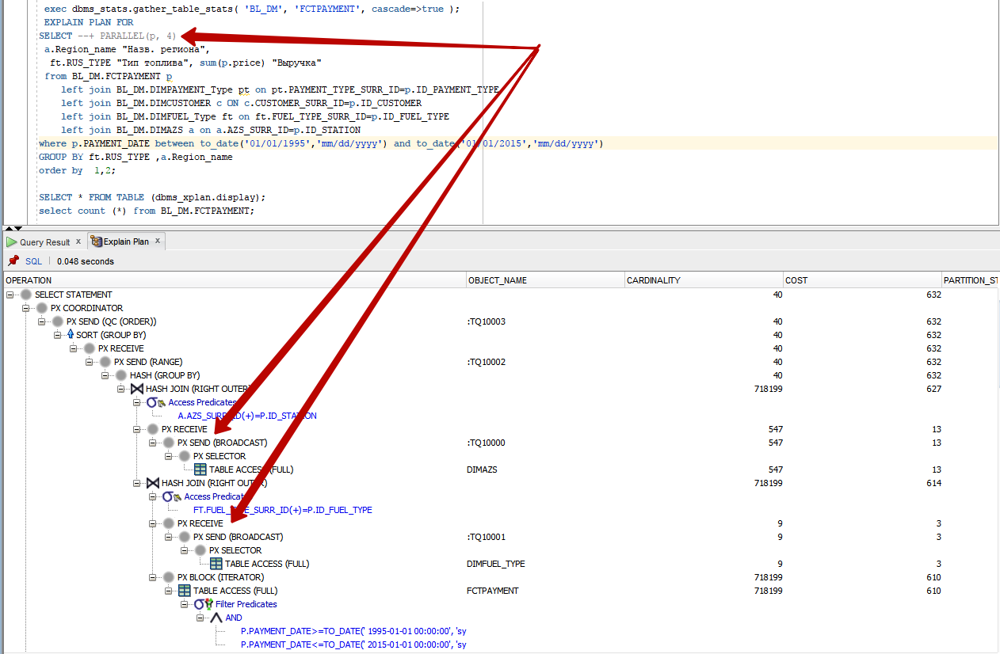 exec dbms_stats.gather_table_stats( 'BL_DM', 'FCTPAYMENT', cascade=>true );
EXPLAIN PLAN FOR
SELECT --+ PARALLEL(p, 4)
a.Region_name "Назв. региона",
ft.RUS_TYPE "Тип топлива", sum(p.price) "Выручка"
from BL_DM.FCTPAYMENT p
left join BL_DM.DIMPAYMENT_Type pt on pt.PAYMENT_TYPE_SURR_ID=p.ID_PAYMENT_TYPE
left join BL_DM.DIMCUSTOMER c ON c.CUSTOMER_SURR_ID=p.ID_CUSTOMER
left join BL_DM.DIMFUEL_Type ft on ft.FUEL_TYPE_SURR_ID=p.ID_FUEL_TYPE
left join BL_DM.DIMAZS a on a.AZS_SURR_ID=p.ID_STATION
where p.PAYMENT_DATE between to_date('01/01/1995','mm/dd/yyyy') and to_date('01/01/2015','mm/dd/yyyy')
GROUP BY ft.RUS_TYPE ,a.Region_name
order by 1,2;
SELECT * FROM TABLE (dbms_xplan.display);
select count (*) from BL_DM.FCTPAYMENT;
Query Result x Explain Plan x
SQL 0.048 seconds
OPERATION OBJECT_NAME CARDINALITY COST PARTITION_ST
SELECT STATEMENT 40 632
PX COORDINATOR
PX SEND (QC (ORDER)) :TQ10003 40 632
SORT (GROUP BY) 40 632
PX RECEIVE 40 632
PX SEND (RANGE) :TQ10002 40 632
HASH (GROUP BY) 40 632
HASH JOIN (RIGHT OUTER) 718199 627
Access Predicates
A.AZS_SURR_ID(+)=P.ID_STATION
PX RECEIVE 547 13
PX SEND (BROADCAST) :TQ10000 547 13
PX SELECTOR
TABLE ACCESS (FULL) DIMAZS 547 13
HASH JOIN (RIGHT OUTER) 718199 614
Access Predicates
FT.FUEL_TYPE_SURR_ID(+)=P.ID_FUEL_TYPE
PX RECEIVE 9 3
PX SEND (BROADCAST) :TQ10001 9 3
PX SELECTOR
TABLE ACCESS (FULL) DIMFUEL_TYPE 9 3
PX BLOCK (ITERATOR) 718199 610
TABLE ACCESS (FULL) FCTPAYMENT 718199 610
Filter Predicates
AND
P.PAYMENT_DATE>=TO_DATE(' 1995-01-01 00:00:00', 'sy
P.PAYMENT_DATE<=TO_DATE(' 2015-01-01 00:00:00', 'sy